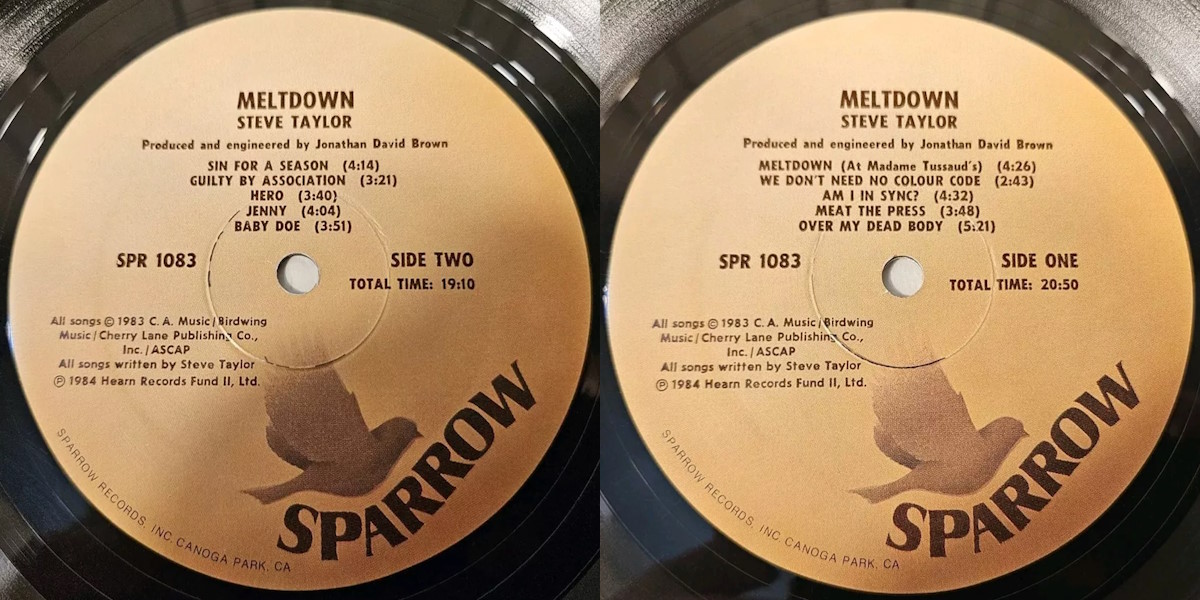 MELTDOWN
STEVE TAYLOR
Produced and engineered by Jonathan David Brown
SIN FOR A SEASON (4:14)
GUILTY BY ASSOCIATION (3:21)
HERO (3:40)
JENNY (4:04)
BABY DOE (3:51)
SPR 1083
SIDE TWO
TOTAL TIME: 19:10
All songs © 1983 C. A. Music/Birdwing
Music/Cherry Lane Publishing Co.,
Inc./ASCAP
All songs written by Steve Taylor
℗ 1984 Hearn Records Fund II, Ltd.
SPARROW
SPARROW RECORDS, INC. CANOGA PARK, CA
MELTDOWN
STEVE TAYLOR
Produced and engineered by Jonathan David Brown
MELTDOWN (At Madame Tussaud's) (4:26)
WE DON'T NEED NO COLOUR CODE (2:43)
AM I IN SYNC? (4:32)
MEAT THE PRESS (3:48)
OVER MY DEAD BODY (5:21)
SPR 1083
SIDE ONE
TOTAL TIME: 20:50
All songs © 1983 C. A. Music/Birdwing
Music/Cherry Lane Publishing Co.,
Inc./ASCAP
All songs written by Steve Taylor
℗ 1984 Hearn Records Fund II, Ltd.
SPARROW
SPARROW RECORDS, INC. CANOGA PARK, CA